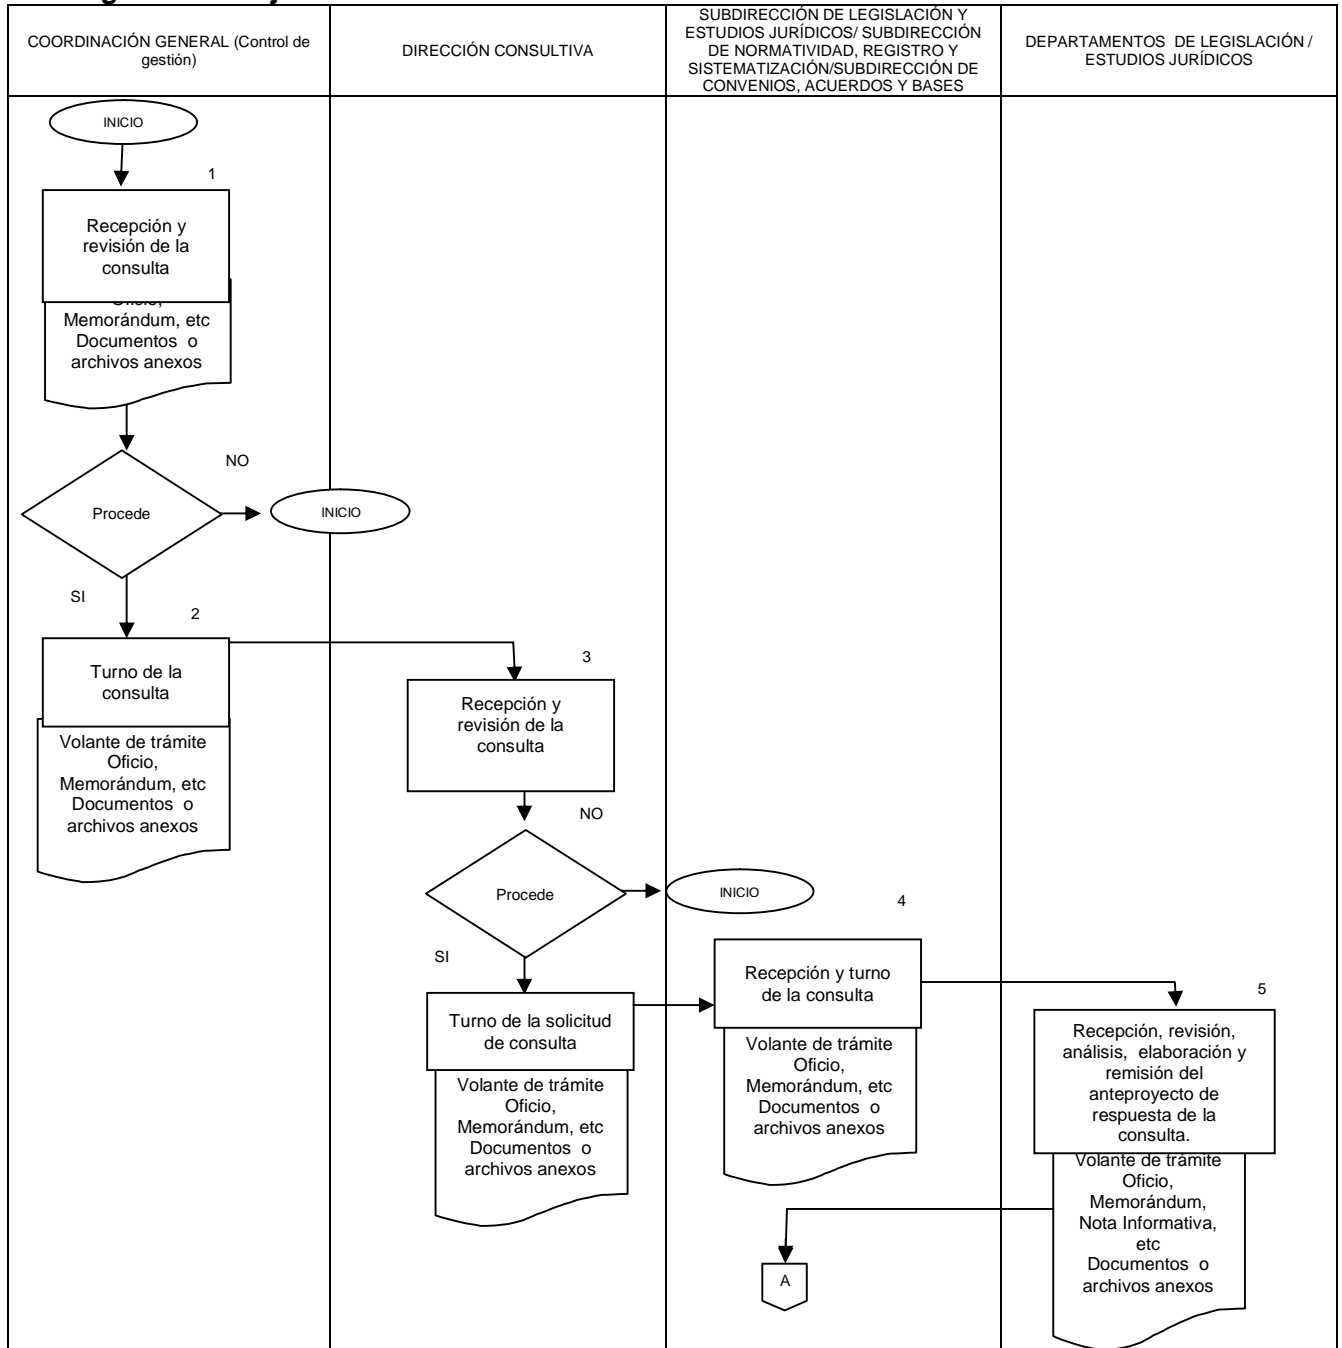 COORDINACIÓN GENERAL (Control de
gestión)
DIRECCIÓN CONSULTIVA
SUBDIRECCIÓN DE LEGISLACIÓN Y
ESTUDIOS JURÍDICOS/ SUBDIRECCIÓN
DE NORMATIVIDAD, REGISTRO Y
SISTEMATIZACIÓN/SUBDIRECCIÓN DE
CONVENIOS, ACUERDOS Y BASES
DEPARTAMENTOS DE LEGISLACIÓN /
ESTUDIOS JURÍDICOS
INICIO
1
Recepción y
revisión de la
consulta
Oficio,
Memorándum, etc
Documentos o
archivos anexos
NO
Procede
INICIO
SI
2
Turno de la
consulta
Volante de trámite
Oficio,
Memorándum, etc
Documentos o
archivos anexos
3
Recepción y
revisión de la
consulta
NO
Procede
INICIO
SI
Turno de la solicitud
de consulta
Volante de trámite
Oficio,
Memorándum, etc
Documentos o
archivos anexos
4
Recepción y turno
de la consulta
Volante de trámite
Oficio,
Memorándum, etc
Documentos o
archivos anexos
5
Recepción, revisión,
análisis, elaboración y
remisión del
anteproyecto de
respuesta de la
consulta.
Volante de trámite
Oficio,
Memorándum,
Nota Informativa,
etc
Documentos o
archivos anexos
A